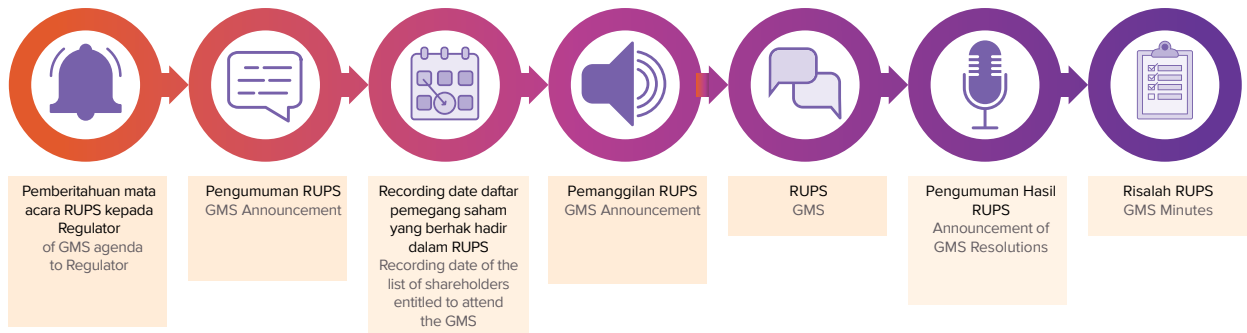 Pemberitahuan mata
acara RUPS kepada
Regulator
of GMS agenda
to Regulator
Pengumuman RUPS
GMS Announcement
Recording date daftar
pemegang saham
yang berhak hadir
dalam RUPS
Recording date of the
list of shareholders
entitled to attend
the GMS
Pemanggilan RUPS
GMS Announcement
RUPS
GMS
Pengumuman Hasil
RUPS
Announcement of
GMS Resolutions
Risalah RUPS
GMS Minutes